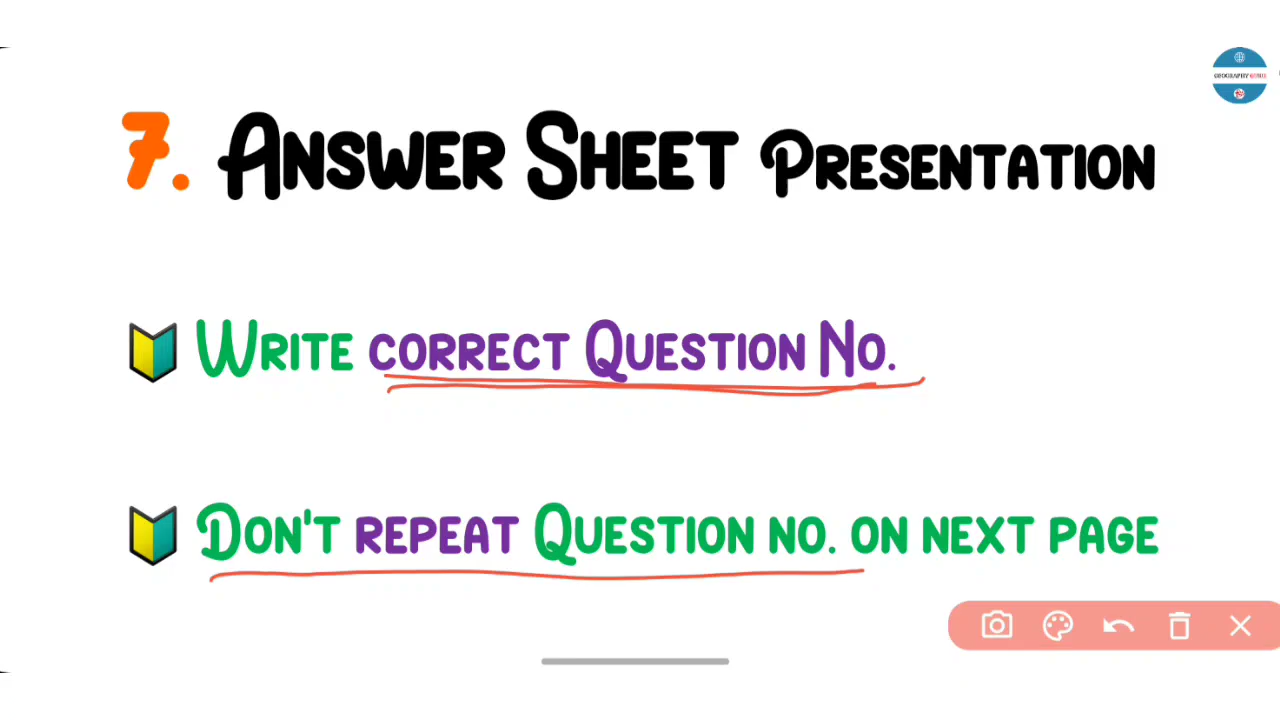 7. Answer Sheet Presentation
Write correct Question No.
Don't repeat Question no. on next page